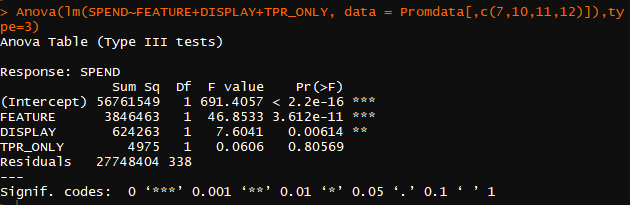 > Anova(lm(SPEND~FEATURE+DISPLAY+TPR_ONLY, data = Promdata[,c(7,10,11,12)]),ty
pe=3)
Anova Table (Type III tests)

Response: SPEND
              Sum Sq  Df  F value    Pr(>F)
(Intercept) 56761549   1 691.4057 < 2.2e-16 ***
FEATURE      3846463   1  46.8533 3.612e-11 ***
DISPLAY       624263   1   7.6041   0.00614 **
TPR_ONLY        4975   1   0.0606   0.80569
Residuals   27748404 338
---
Signif. codes:  0 ‘***’ 0.001 ‘**’ 0.01 ‘*’ 0.05 ‘.’ 0.1 ‘ ’ 1